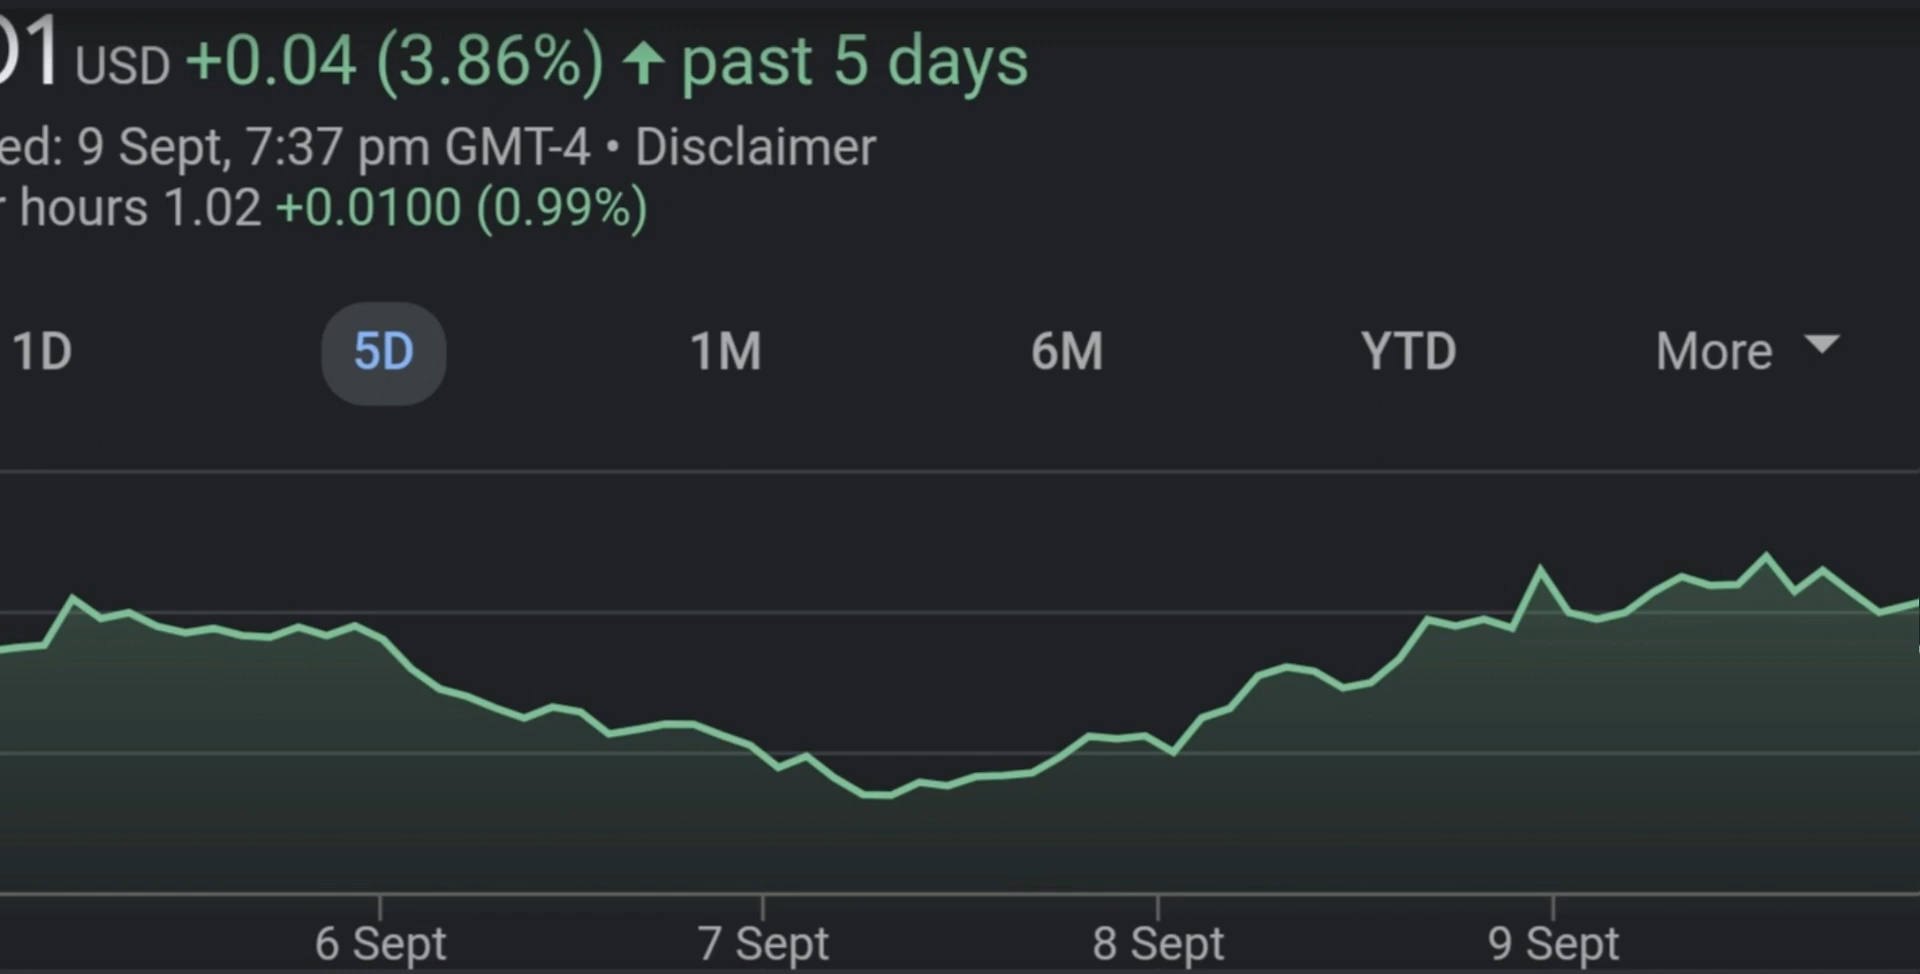 01 USD +0.04 (3.86%) ↑ past 5 days
ed: 9 Sept, 7:37 pm GMT-4 • Disclaimer
r hours 1.02 +0.0100 (0.99%)
1D 5D 1M 6M YTD More
6 Sept 7 Sept 8 Sept 9 Sept